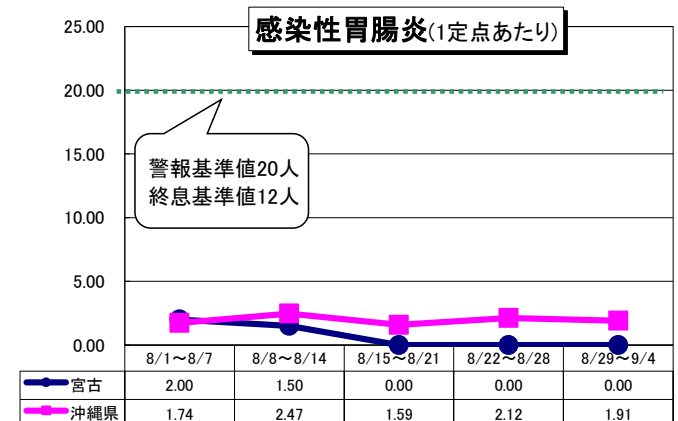 感染性胃腸炎(1定点あたり)
25.00
20.00
15.00
10.00
5.00
0.00
警報基準値20人
終息基準値12人
8/1～8/7 8/8～8/14 8/15～8/21 8/22～8/28 8/29～9/4
宮古 2.00 1.50 0.00 0.00 0.00
沖縄県 1.74 2.47 1.59 2.12 1.91